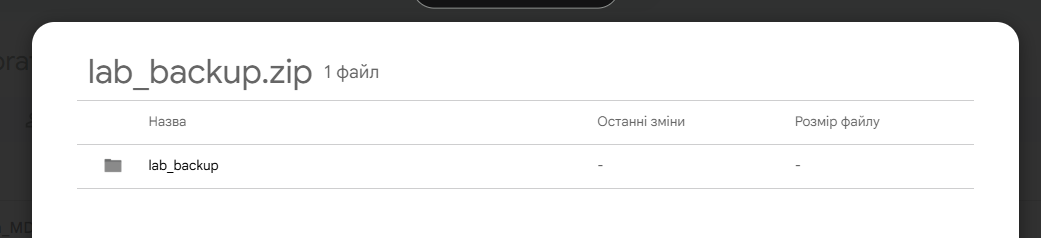 lab_backup.zip 1 файл
Назва Останні зміни Розмір файлу
lab_backup - -